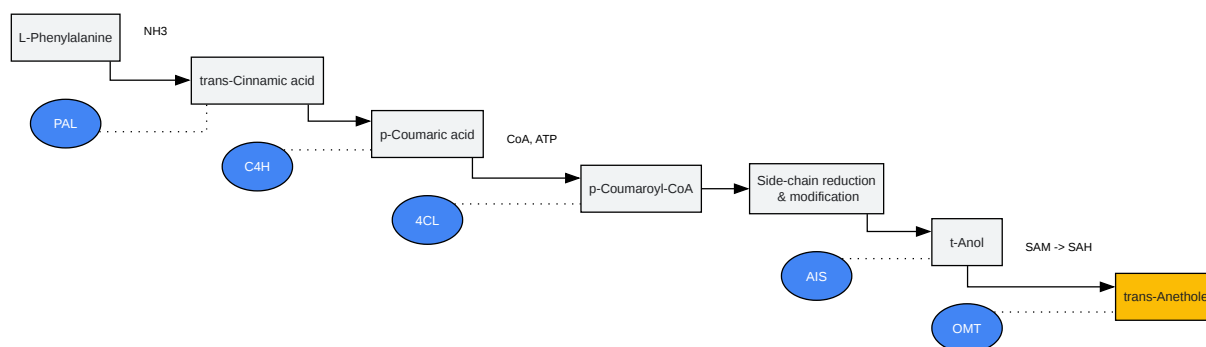 L-Phenylalanine
NH3
trans-Cinnamic acid
PAL
p-Coumaric acid
CoA, ATP
C4H
p-Coumaroyl-CoA
Side-chain reduction
& modification
4CL
t-Anol
SAM -> SAH
AIS
trans-Anethole
OMT